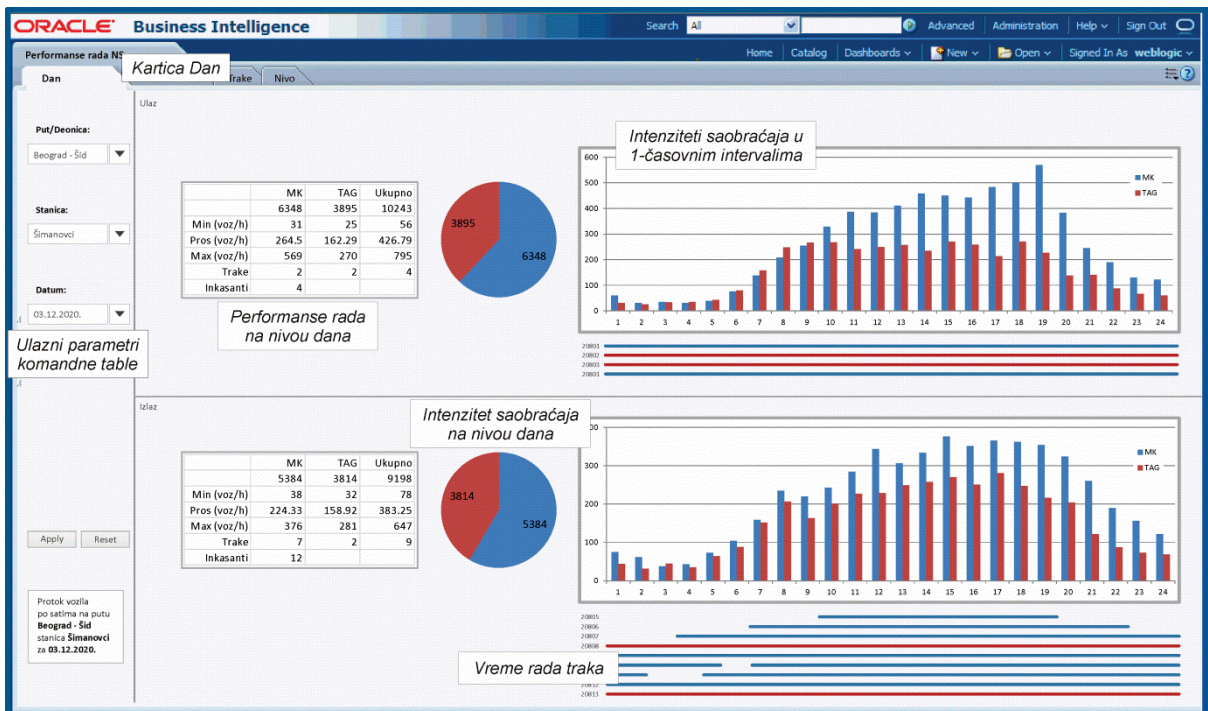 ORACLE Business Intelligence
Search All Advanced Administration Help Sign Out
Performanse rada NS
Home Catalog Dashboards New Open Signed In As weblogic
Dan
Kartica Dan
Trake Nivo
Ulaz
Put/Deonica:
Beograd - Šid
Stanica:
Šimanovci
Datum:
03.12.2020.
Ulazni parametri
komandne table
MK TAG Ukupno
6348 3895 10243
Min (voz/h) 31 25 56
Pros (voz/h) 264.5 162.29 426.79
Max (voz/h) 569 270 795
Trake 2 2 4
Inkasanti 4
Performanse rada
na nivou dana
3895
6348
Intenziteti saobraćaja u
1-časovnim intervalima
600
500
400
300
200
100
0
1 2 3 4 5 6 7 8 9 10 11 12 13 14 15 16 17 18 19 20 21 22 23 24
MK
TAG
20801
20802
20803
20801
Izlaz
Intenzitet saobraćaja
na nivou dana
MK TAG Ukupno
5384 3814 9198
Min (voz/h) 38 32 78
Pros (voz/h) 224.33 158.92 383.25
Max (voz/h) 376 281 647
Trake 7 2 9
Inkasanti 12
3814
5384
300
200
100
0
1 2 3 4 5 6 7 8 9 10 11 12 13 14 15 16 17 18 19 20 21 22 23 24
MK
TAG
20805
20806
20807
20808
20812
20813
Vreme rada traka
Apply Reset
Protok vozila
po satima na putu
Beograd - Šid
stanica Šimanovci
za 03.12.2020.